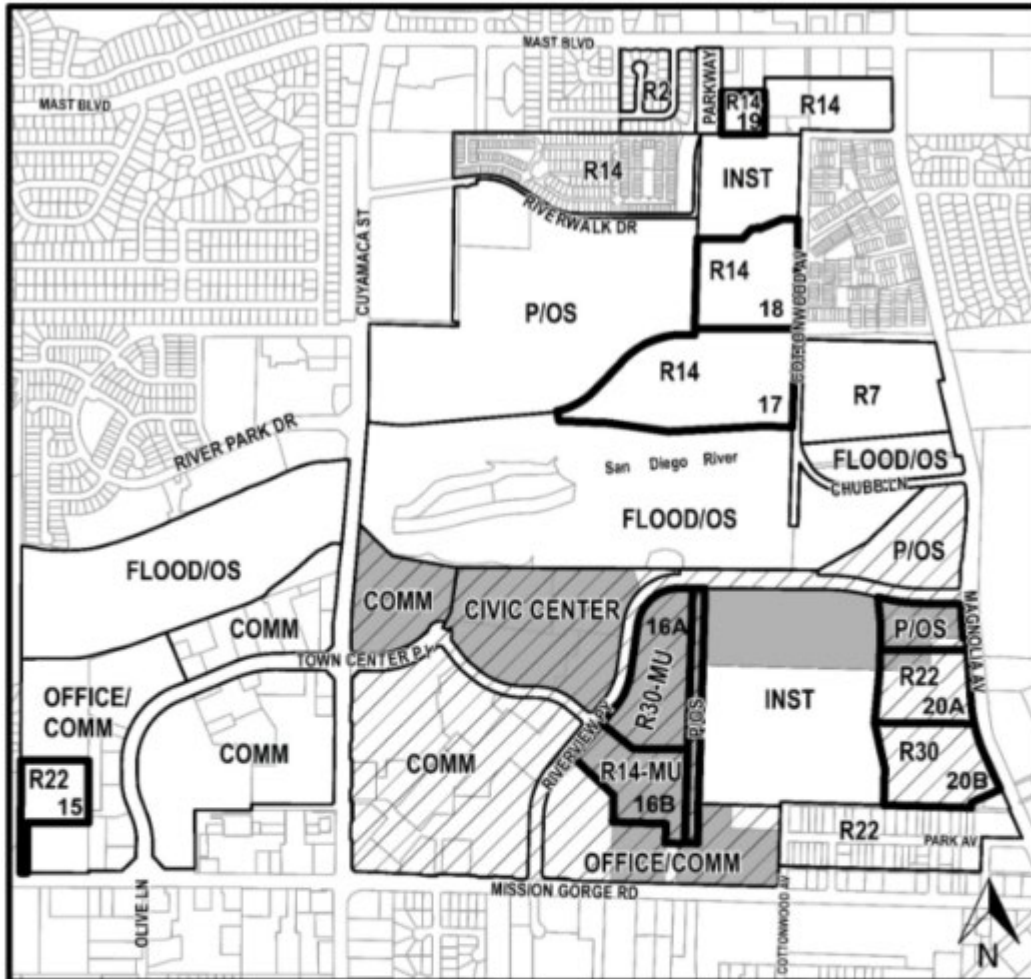 MAST BLVD
MAST BLVD
R2
PARKWAY
R14
19
R14
R14
INST
RIVERWALK DR
CUYAMACA ST
R14
18
COTTONWOOD AV
P/OS
R14
17
R7
RIVER PARK DR
San Diego River
FLOOD/OS
CHUBB LN
FLOOD/OS
P/OS
FLOOD/OS
COMM
CIVIC CENTER
MAGNOLIA AV
16A
P/OS
COMM
TOWN CENTER PY
R30-MU
P/OS
R22
20A
OFFICE/
COMM
INST
RIVERVIEW PY
COMM
COMM
R30
20B
R14-MU
16B
R22
15
R22
PARK AV
OFFICE/COMM
MISSION GORGE RD
OLIVE LN
COTTONWOOD AV
N